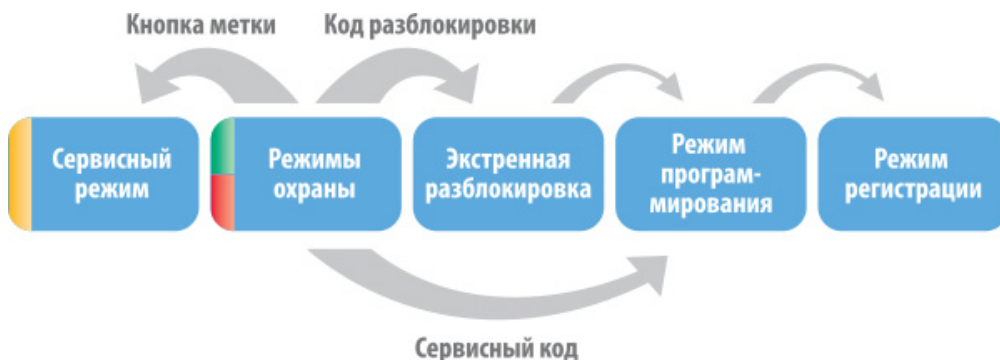 Кнопка метки
Код разблокировки
Сервисный
режим
Режимы
охраны
Экстренная
разблокировка
Режим
програм-
мирования
Режим
регистрации
Сервисный код